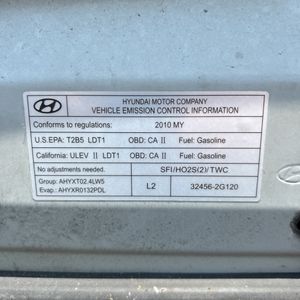 HYUNDAI MOTOR COMPANY
VEHICLE EMISSION CONTROL INFORMATION
Conforms to regulations: 2010 MY
U.S.EPA: T2B5 LDT1 OBD: CA II Fuel: Gasoline
California: ULEV II LDT1 OBD: CA II Fuel: Gasoline
No adjustments needed. SFI/HO2S(2)/TWC
Group: AHYXT02.4LW5
Evap.: AHYXR0132PDL
L2 32456-2G120